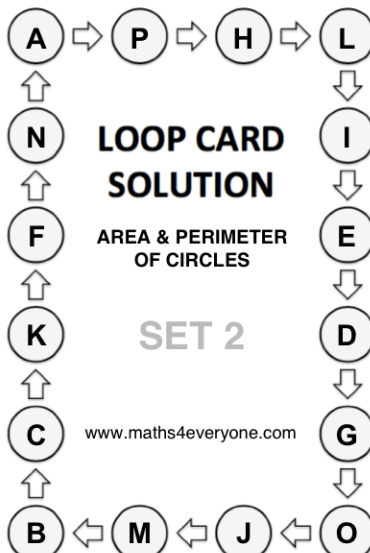 A P H L
N I
LOOP CARD
SOLUTION
F E
AREA & PERIMETER
OF CIRCLES
K D
SET 2
C G
www.maths4everyone.com
B M J O